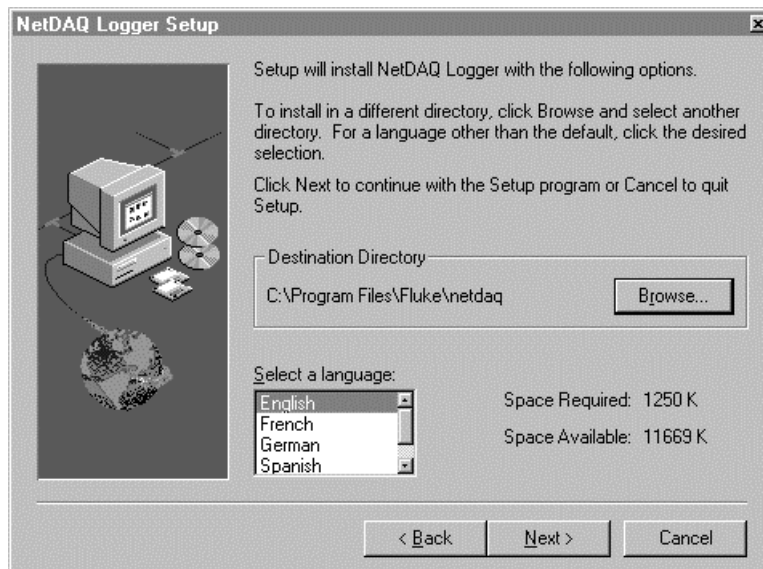 NetDAQ Logger Setup
Setup will install NetDAQ Logger with the following options.
To install in a different directory, click Browse and select another
directory. For a language other than the default, click the desired
selection.
Click Next to continue with the Setup program or Cancel to quit
Setup.
Destination Directory
C:\Program Files\Fluke\netdaq
Browse...
Select a language:
English
French
German
Spanish
Space Required: 1250 K
Space Available: 11669 K
< Back
Next >
Cancel